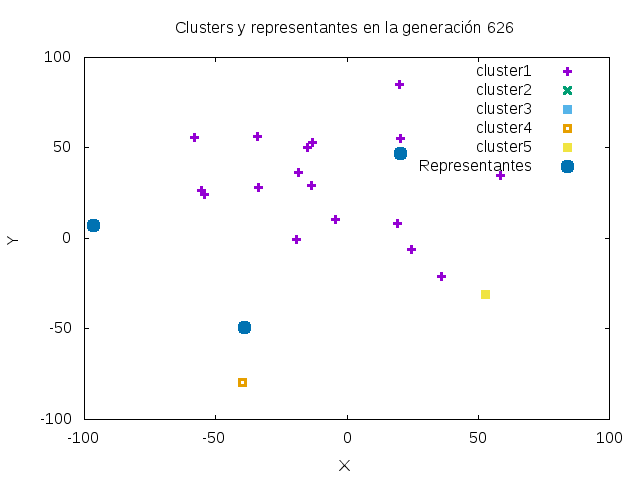 Clusters y representantes en la generación 626
100
50
0
-50
-100
Y
cluster1
cluster2
cluster3
cluster4
cluster5
Representantes
-100 -50 0 50 100
X